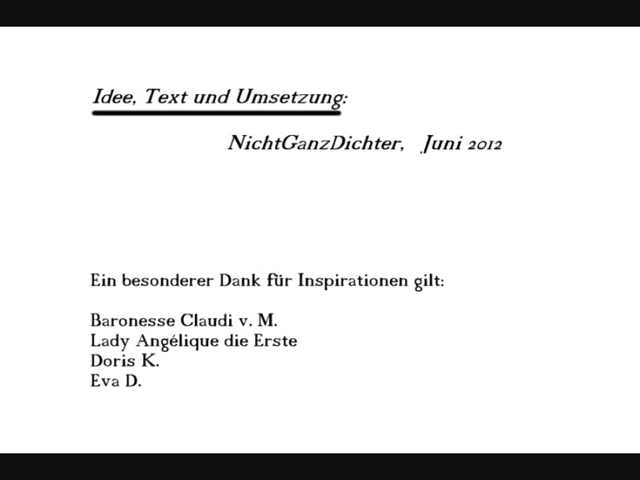 Idee, Text und Umsetzung:
NichtGanzDichter, Juni 2012
Ein besonderer Dank für Inspirationen gilt:
Baronesse Claudi v. M.
Lady Angélique die Erste
Doris K.
Eva D.